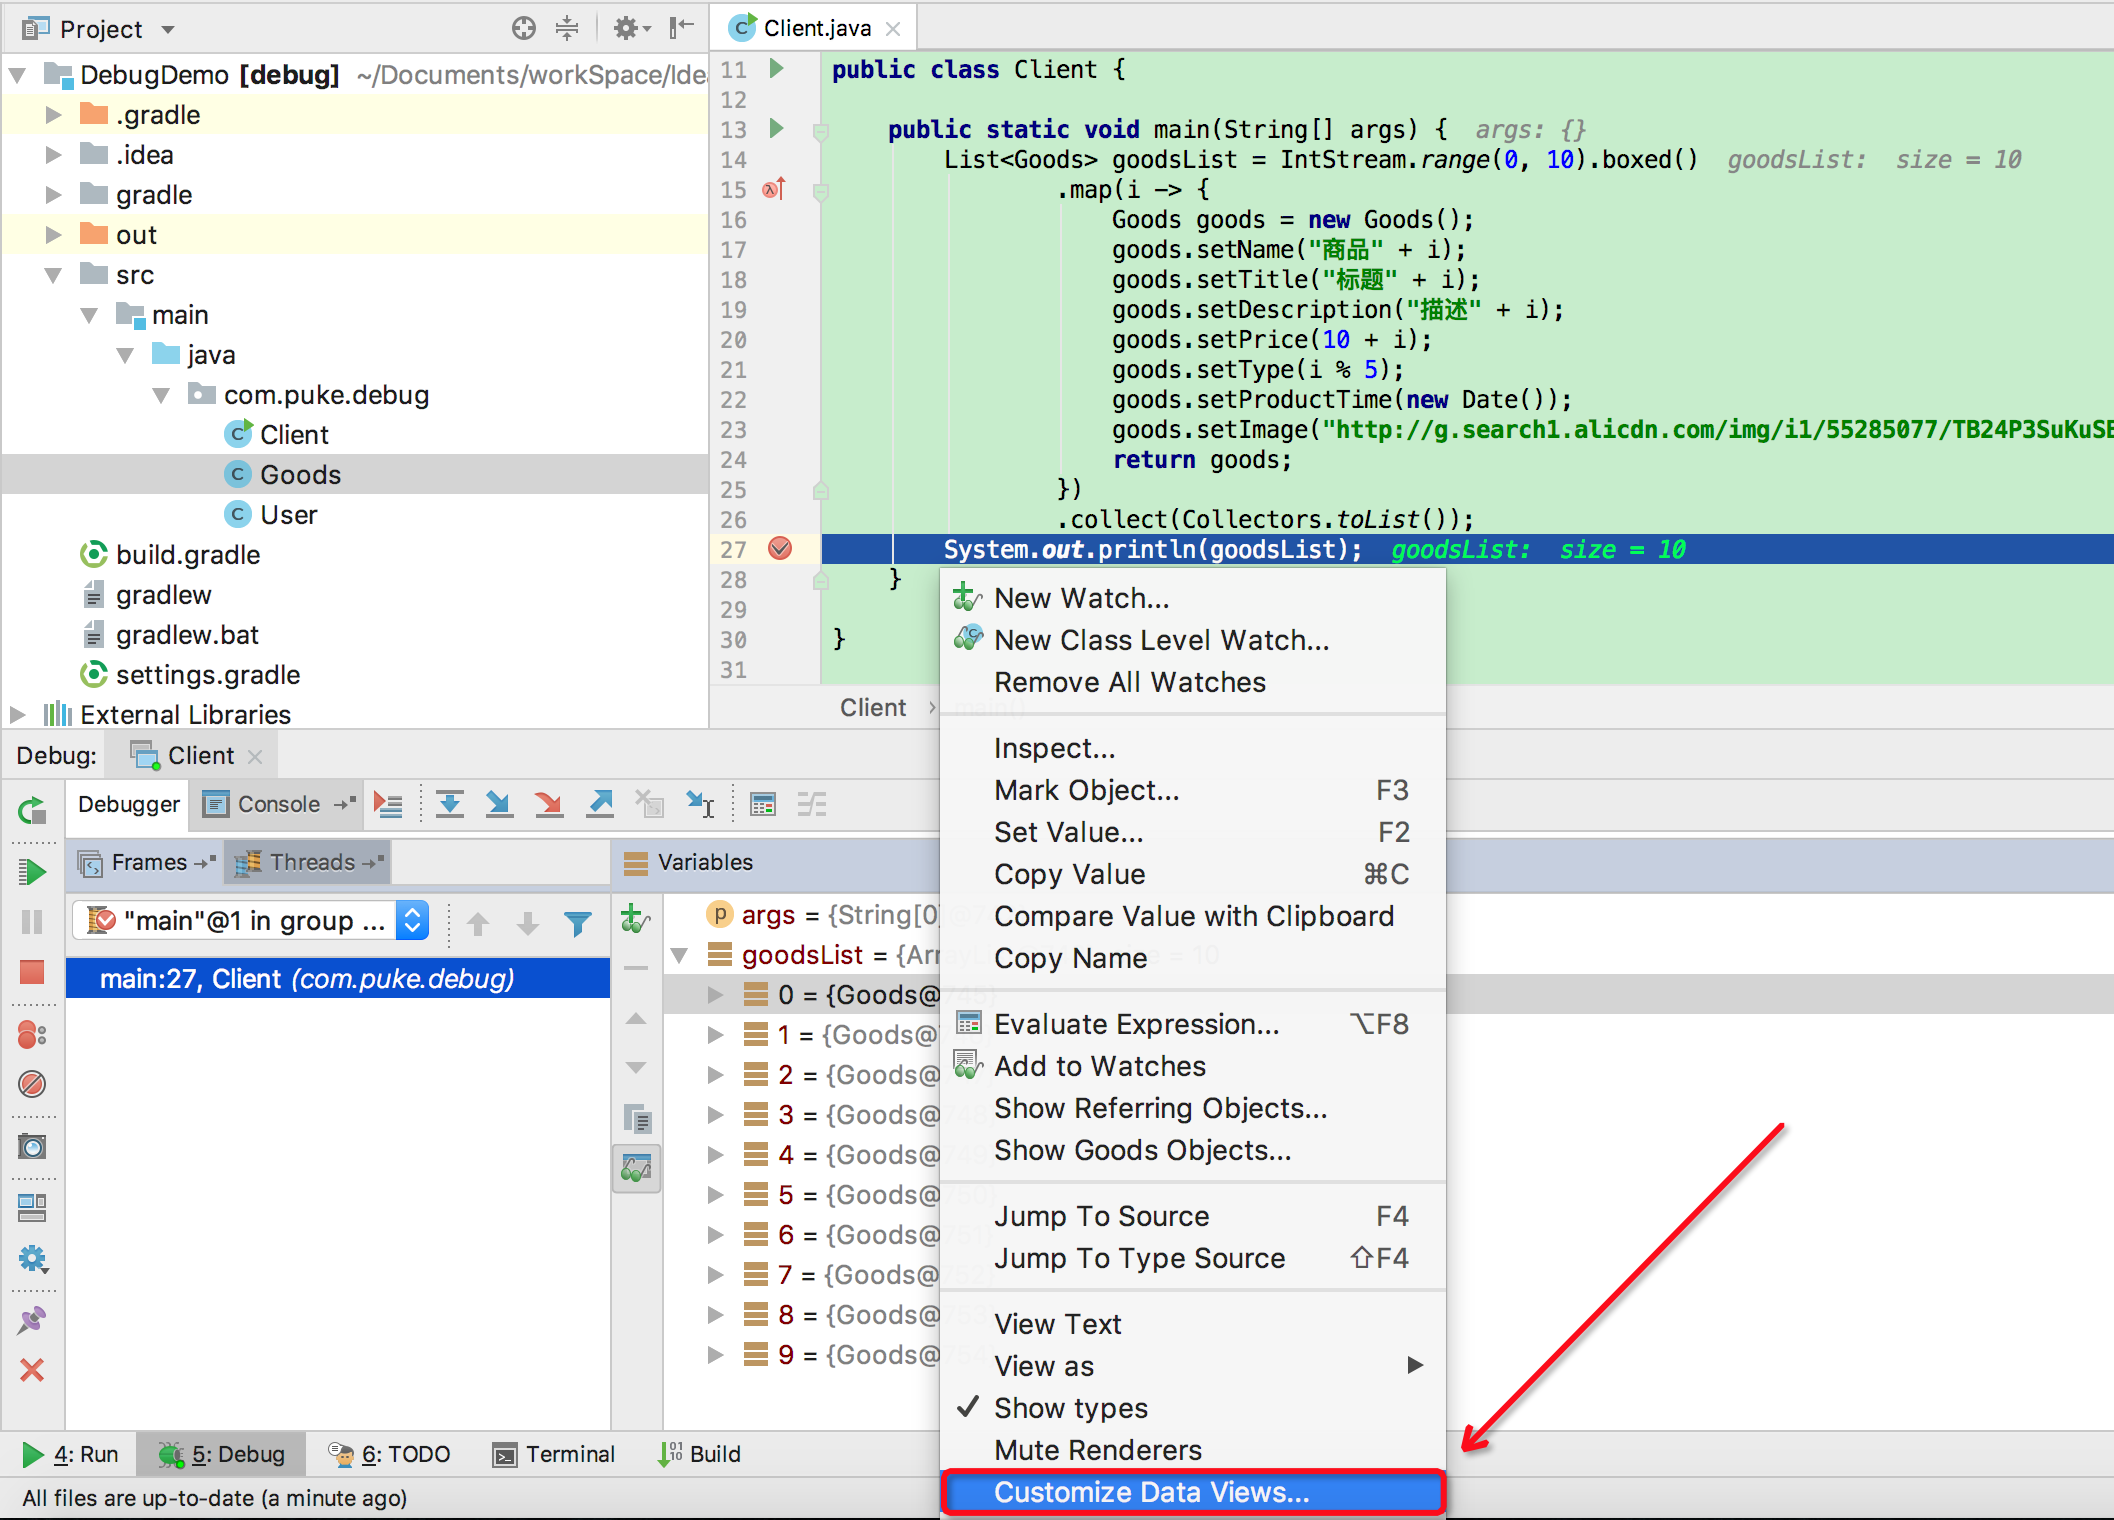 Project
Client.java
DebugDemo [debug] ~/Documents/workSpace/Ide
.gradle
.idea
gradle
out
src
main
java
com.puke.debug
Client
Goods
User
build.gradle
gradlew
gradlew.bat
settings.gradle
External Libraries
11 public class Client {
12
13 public static void main(String[] args) { args: {}
14 List<Goods> goodsList = IntStream.range(0, 10).boxed() goodsList: size = 10
15 .map(i -> {
16 Goods goods = new Goods();
17 goods.setName("商品" + i);
18 goods.setTitle("标题" + i);
19 goods.setDescription("描述" + i);
20 goods.setPrice(10 + i);
21 goods.setType(i % 5);
22 goods.setProductTime(new Date());
23 goods.setImage("http://g.search1.alicdn.com/img/i1/55285077/TB24P3SuKuSB
24 return goods;
25 })
26 .collect(Collectors.toList());
27 System.out.println(goodsList); goodsList: size = 10
28 }
29
30 }
31
Client › main()
Debug: Client
Debugger Console
Frames Threads
"main"@1 in group ...
main:27, Client (com.puke.debug)
Variables
args = {String[0]
goodsList = {ArrayList size = 10
0 = {Goods@745}
1 = {Goods@
2 = {Goods@
3 = {Goods@
4 = {Goods@
5 = {Goods@
6 = {Goods@
7 = {Goods@
8 = {Goods@
9 = {Goods@
New Watch...
New Class Level Watch...
Remove All Watches
Inspect...
Mark Object... F3
Set Value... F2
Copy Value ⌘C
Compare Value with Clipboard
Copy Name
Evaluate Expression... ⌥F8
Add to Watches
Show Referring Objects...
Show Goods Objects...
Jump To Source F4
Jump To Type Source ⇧F4
View Text
View as
Show types
Mute Renderers
Customize Data Views...
4: Run 5: Debug 6: TODO Terminal Build
All files are up-to-date (a minute ago)